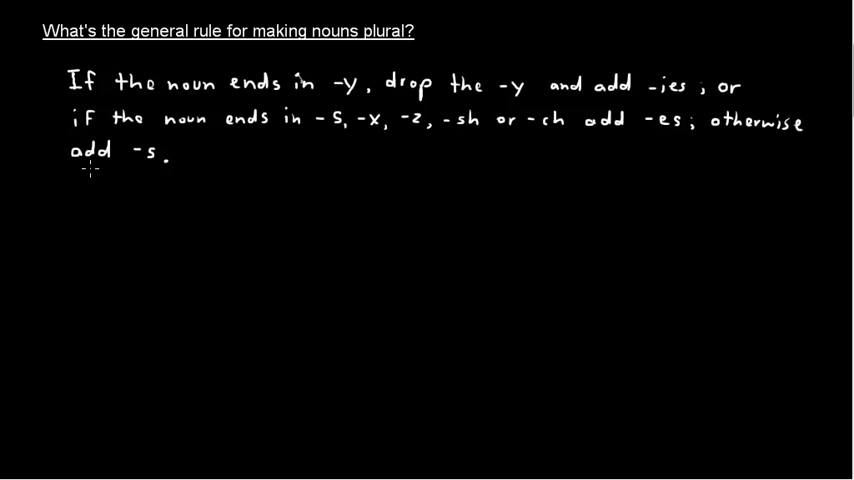 What's the general rule for making nouns plural?
If the noun ends in -y, drop the -y and add -ies; or
if the noun ends in -s, -x, -z, -sh or -ch add -es; otherwise
add -s.